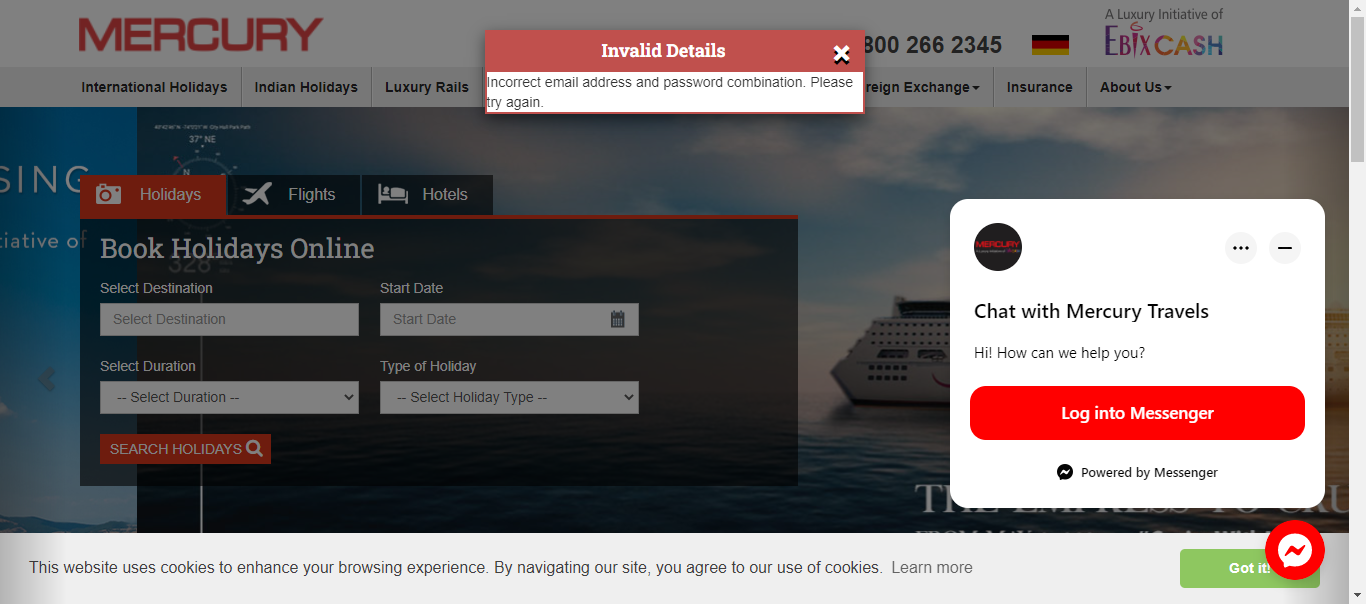 MERCURY
A Luxury Initiative of
EBIXCASH
800 266 2345
Invalid Details
Incorrect email address and password combination. Please
try again.
International Holidays
Indian Holidays
Luxury Rails
reign Exchange
Insurance
About Us
37° NE
N
SING
tiative of
Holidays
Flights
Hotels
Book Holidays Online
328
Select Destination
Start Date
Select Destination
Start Date
Select Duration
Type of Holiday
-- Select Duration --
-- Select Holiday Type --
SEARCH HOLIDAYS
MERCURY
Chat with Mercury Travels
Hi! How can we help you?
Log into Messenger
Powered by Messenger
This website uses cookies to enhance your browsing experience. By navigating our site, you agree to our use of cookies. Learn more
Got it!